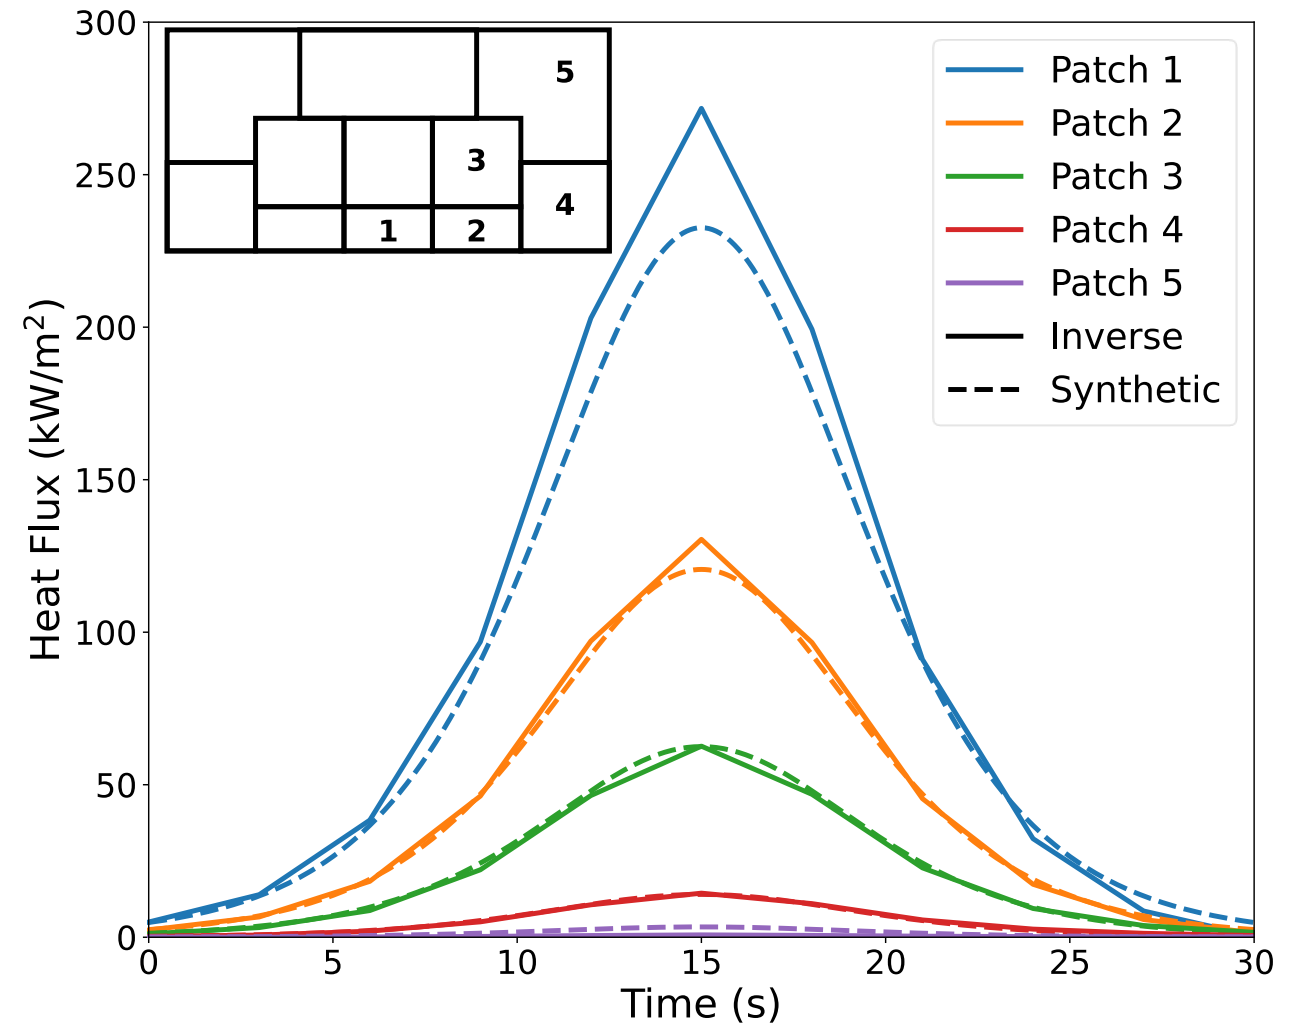 300
250
200
150
100
50
0
Heat Flux (kW/m²)
5
3
4
1 2
Patch 1
Patch 2
Patch 3
Patch 4
Patch 5
Inverse
Synthetic
0 5 10 15 20 25 30
Time (s)